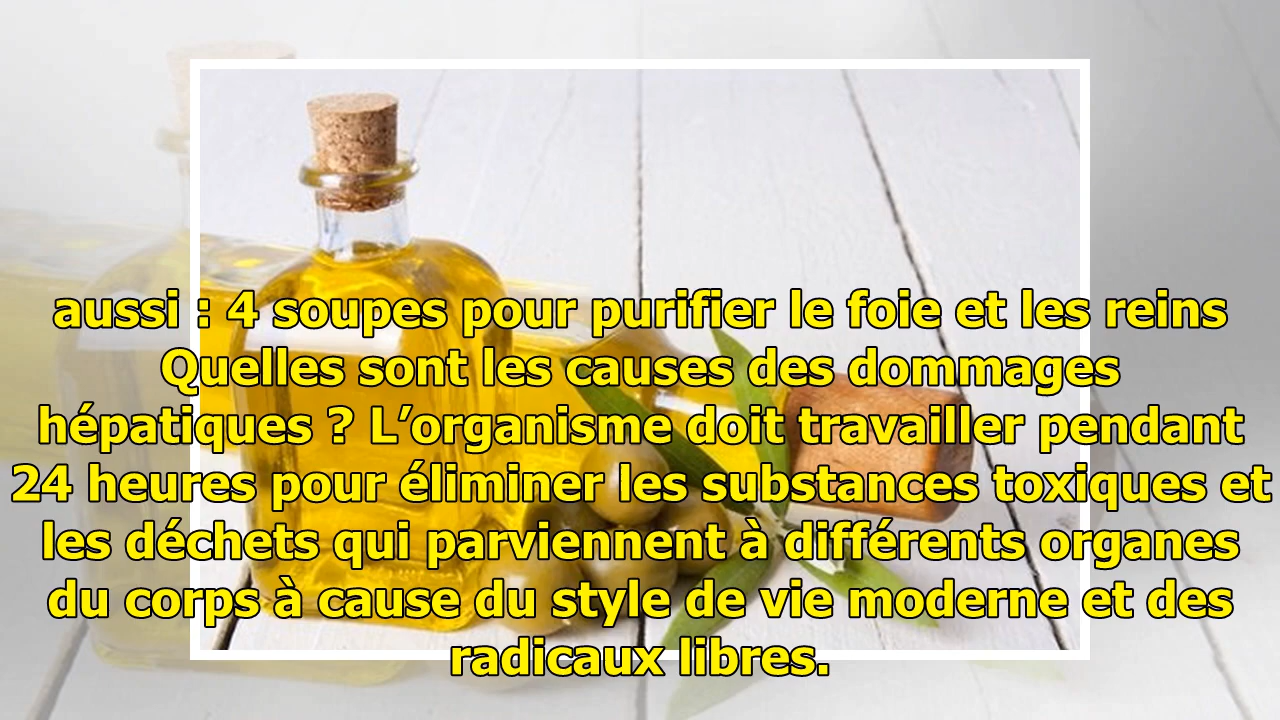 aussi : 4 soupes pour purifier le foie et les reins
Quelles sont les causes des dommages
hépatiques ? L’organisme doit travailler pendant
24 heures pour éliminer les substances toxiques et
les déchets qui parviennent à différents organes
du corps à cause du style de vie moderne et des
radicaux libres.